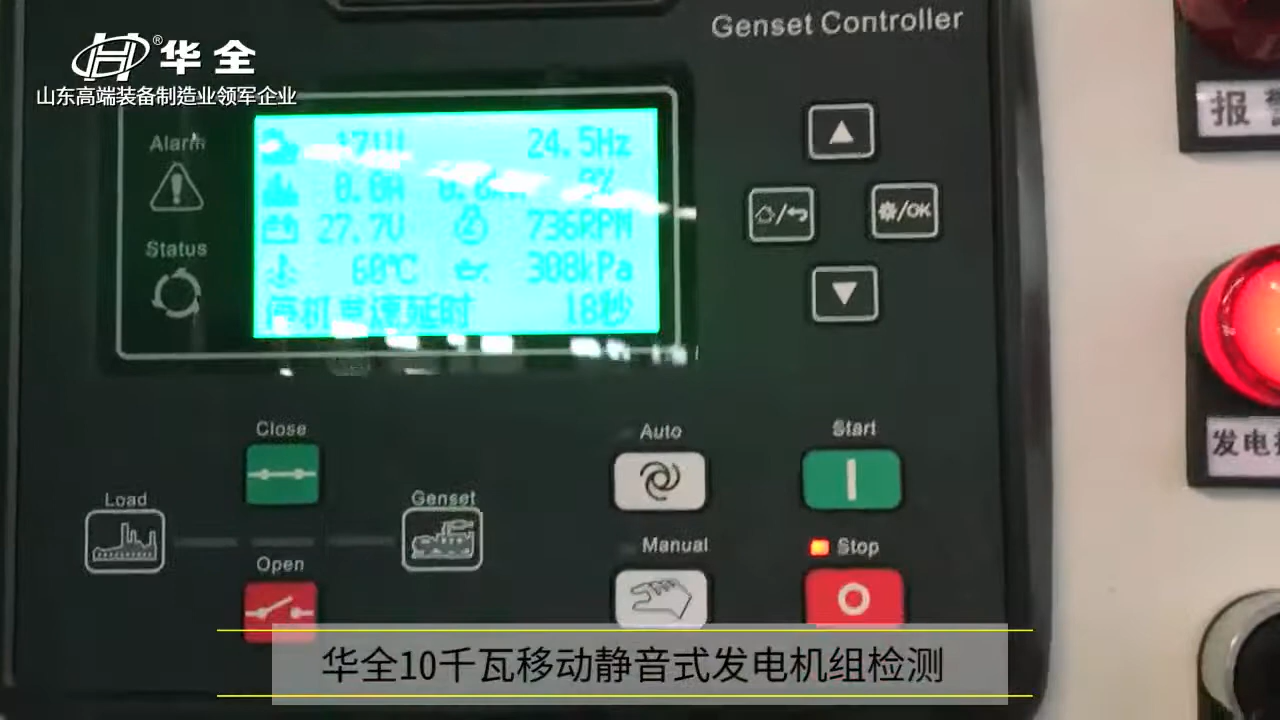 Genset Controller
华全
山东高端装备制造业领军企业
报
Alarm
24.5Hz
0.0A
27.7V
736RPM
Status
60℃
308kPa
停机怠速延时 18秒
Close
Auto
Start
发电
Load
Genset
Open
Manual
Stop
/OK
华全10千瓦移动静音式发电机组检测